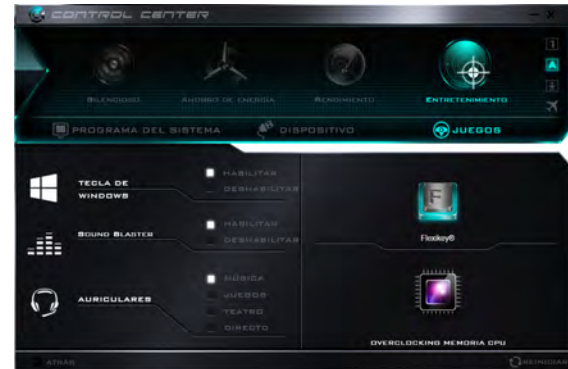 CONTROL CENTER
SILENCIOSO
AHORRO DE ENERGÍA
RENDIMIENTO
ENTRETENIMIENTO
1
A
PROGRAMA DEL SISTEMA
DISPOSITIVO
JUEGOS
TECLA DE
WINDOWS
HABILITAR
DESHABILITAR
SOUND BLASTER
HABILITAR
DESHABILITAR
AURICULARES
MÚSICA
JUEGOS
TEATRO
DIRECTO
F
Flexikey®
OVERCLOCKING MEMORIA CPU
ATRÁS
REINICIAR